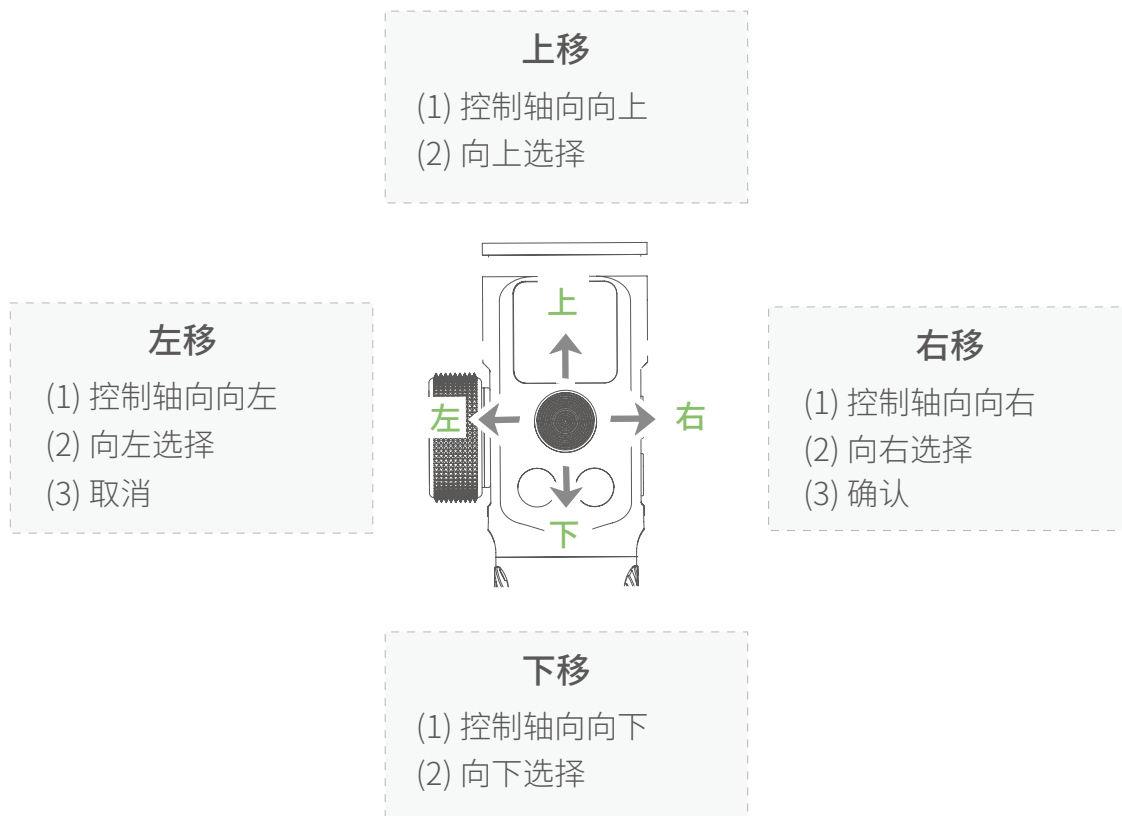 上移
(1) 控制轴向向上
(2) 向上选择
左移
(1) 控制轴向向左
(2) 向左选择
(3) 取消
上
左
右
下
右移
(1) 控制轴向向右
(2) 向右选择
(3) 确认
下移
(1) 控制轴向向下
(2) 向下选择